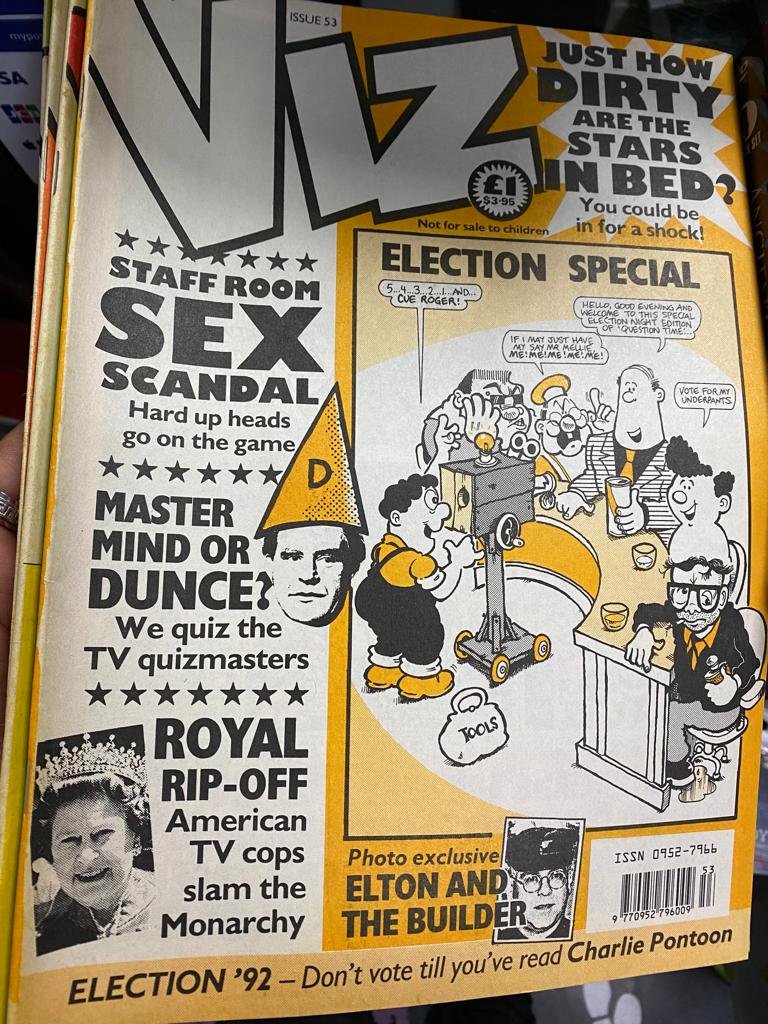 mypo
SA
ISSUE 53
VIZ
£1
$3·95
Not for sale to children
JUST HOW
DIRTY
ARE THE
STARS
IN BED?
You could be
in for a shock!
STAFF ROOM
SEX
SCANDAL
Hard up heads
go on the game
D
MASTER
MIND OR
DUNCE?
We quiz the
TV quizmasters
ROYAL
RIP-OFF
American
TV cops
slam the
Monarchy
ELECTION SPECIAL
5..4...3...2...1...AND...
CUE ROGER!
IF I MAY JUST HAVE
MY SAY MR MELLIE.
ME!ME!ME!ME!ME!
HELLO, GOOD EVENING AND
WELCOME TO THIS SPECIAL
ELECTION NIGHT EDITION
OF 'QUESTION TIME'...
VOTE FOR MY
UNDERPANTS
TOOLS
Photo exclusive
ELTON AND
THE BUILDER
ISSN 0952-7966
53
9 770952 796009
ELECTION '92 – Don't vote till you've read Charlie Pontoon